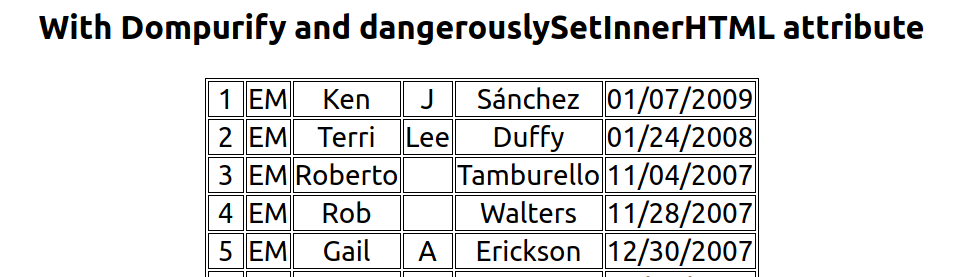 With Dompurify and dangerouslySetInnerHTML attribute
1 EM Ken J Sánchez 01/07/2009
2 EM Terri Lee Duffy 01/24/2008
3 EM Roberto Tamburello 11/04/2007
4 EM Rob Walters 11/28/2007
5 EM Gail A Erickson 12/30/2007